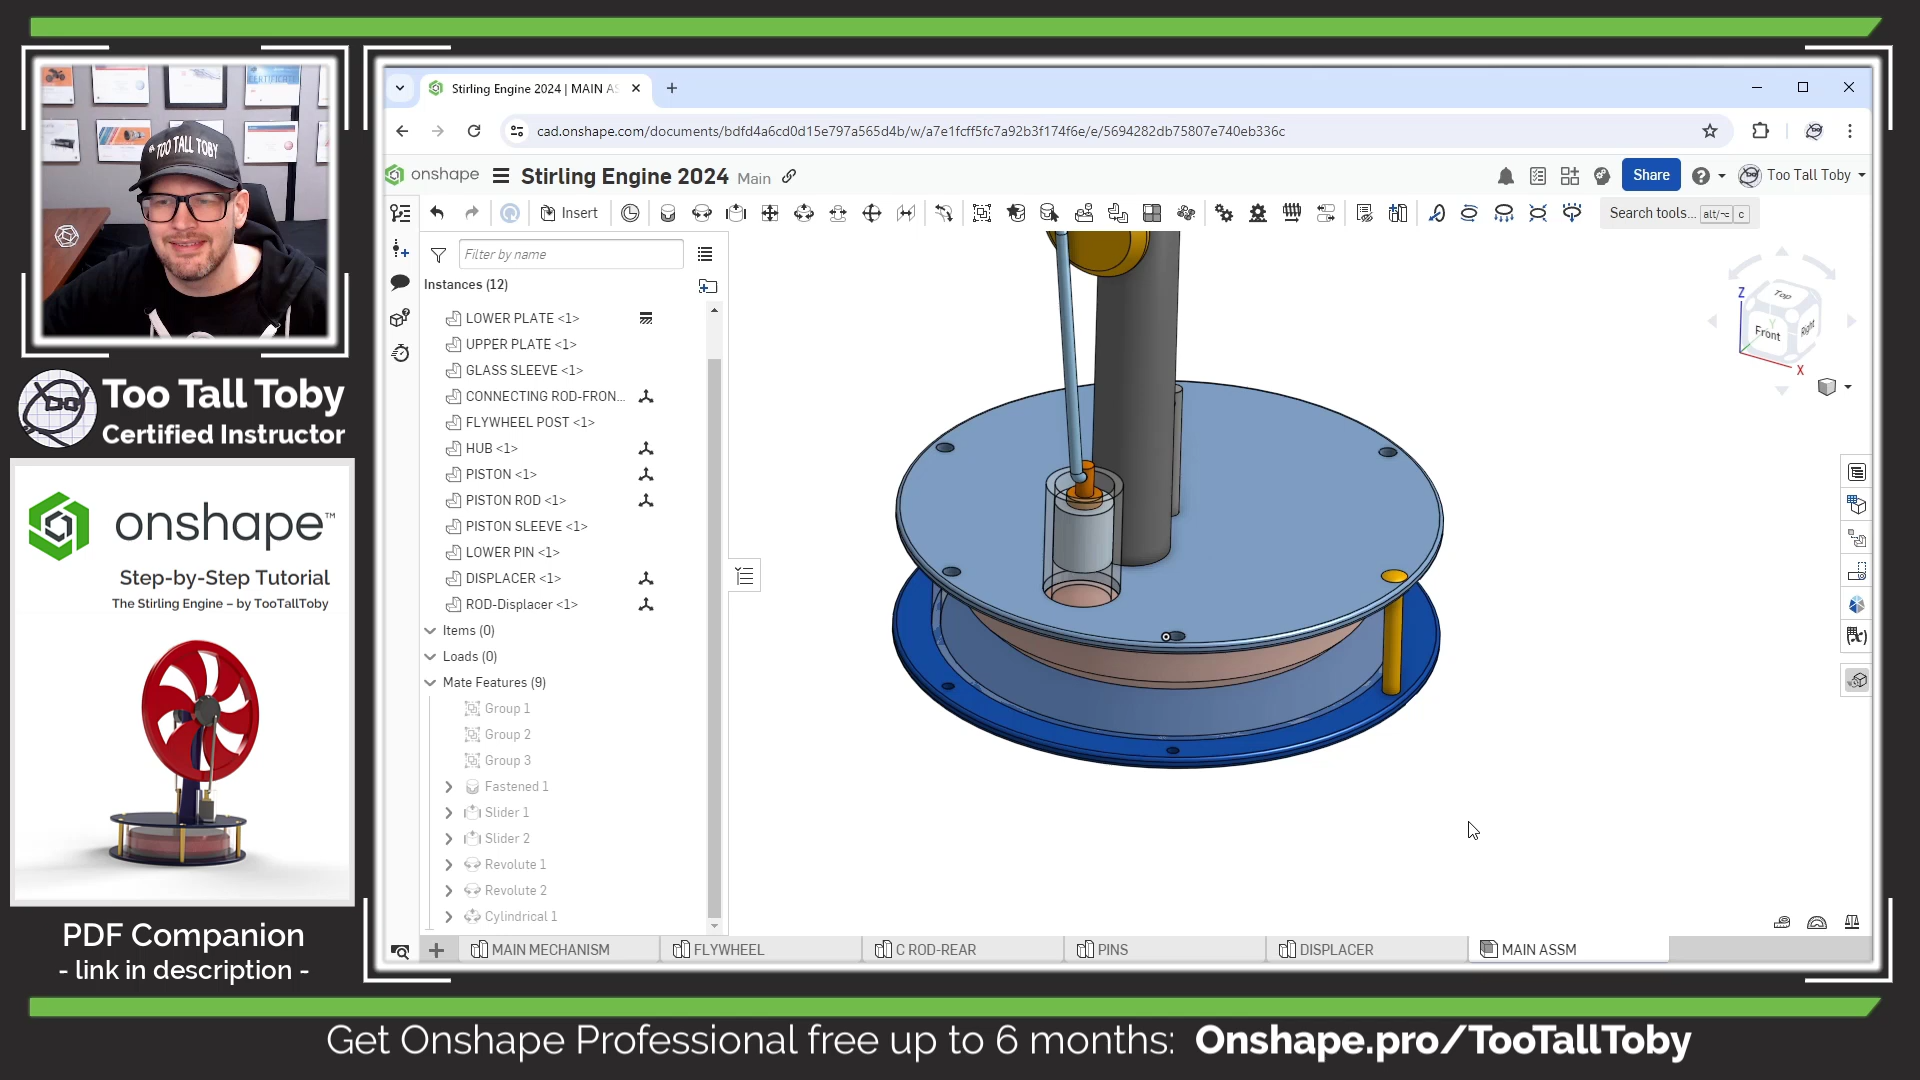 TOO TALL TOBY
CERTIFICATE
Too Tall Toby
Certified Instructor
onshape™
Step-by-Step Tutorial
The Stirling Engine – by TooTallToby
PDF Companion
- link in description -
Stirling Engine 2024 | MAIN AS
cad.onshape.com/documents/bdfd4a6cd0d15e797a565d4b/w/a7e1fcff5fc7a92b3f174f6e/e/5694282db75807e740eb336c
onshape Stirling Engine 2024 Main Share Too Tall Toby
Insert Search tools... alt/⌥ c
Filter by name
Instances (12)
LOWER PLATE <1>
UPPER PLATE <1>
GLASS SLEEVE <1>
CONNECTING ROD-FRON...
FLYWHEEL POST <1>
HUB <1>
PISTON <1>
PISTON ROD <1>
PISTON SLEEVE <1>
LOWER PIN <1>
DISPLACER <1>
ROD-Displacer <1>
Items (0)
Loads (0)
Mate Features (9)
Group 1
Group 2
Group 3
Fastened 1
Slider 1
Slider 2
Revolute 1
Revolute 2
Cylindrical 1
Z
Top
Front
Right
Y
X
MAIN MECHANISM FLYWHEEL C ROD-REAR PINS DISPLACER MAIN ASSM
Get Onshape Professional free up to 6 months: Onshape.pro/TooTallToby